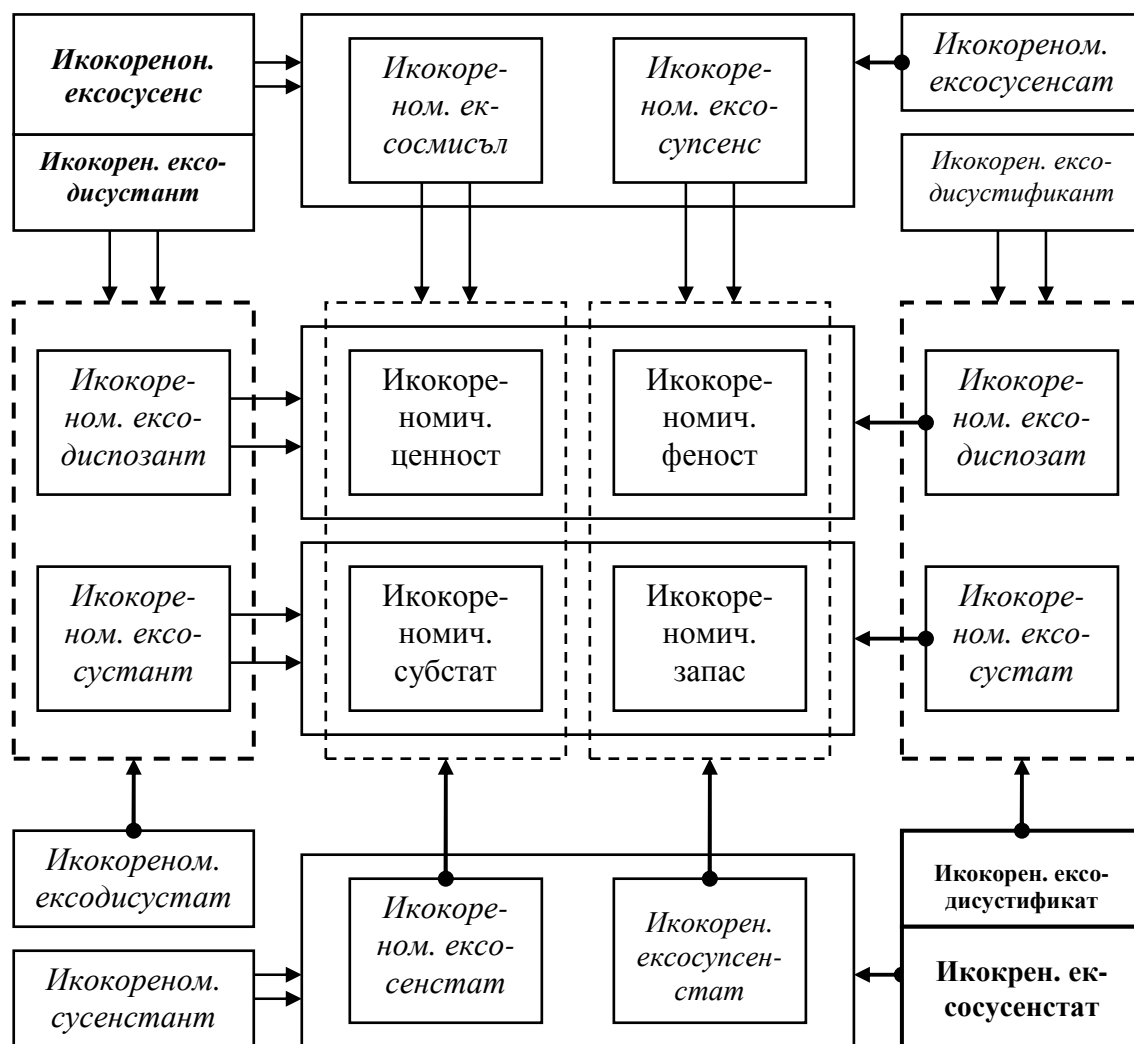 Икокоренон.
ексосусенс
Икокорен. ексо-
дисустант
Икокоре-
ном. ек-
сосмисъл
Икокоре-
ном. ексо-
супсенс
Икокореном.
ексосусенсат
Икокорен. ексо-
дисустификант
Икокоре-
ном. ексо-
диспозант
Икокоре-
номич.
ценност
Икокоре-
номич.
феност
Икокоре-
ном. ексо-
диспозат
Икокоре-
ном. ексо-
сустант
Икокоре-
номич.
субстат
Икокоре-
номич.
запас
Икокоре-
ном. ексо-
сустат
Икокореном.
ексодисустат
Икокореном.
сусенстант
Икокоре-
ном. ексо-
сенстат
Икокорен.
ексосупсен-
стат
Икокорен. ексо-
дисустификат
Икокрен. ек-
сосусенстат